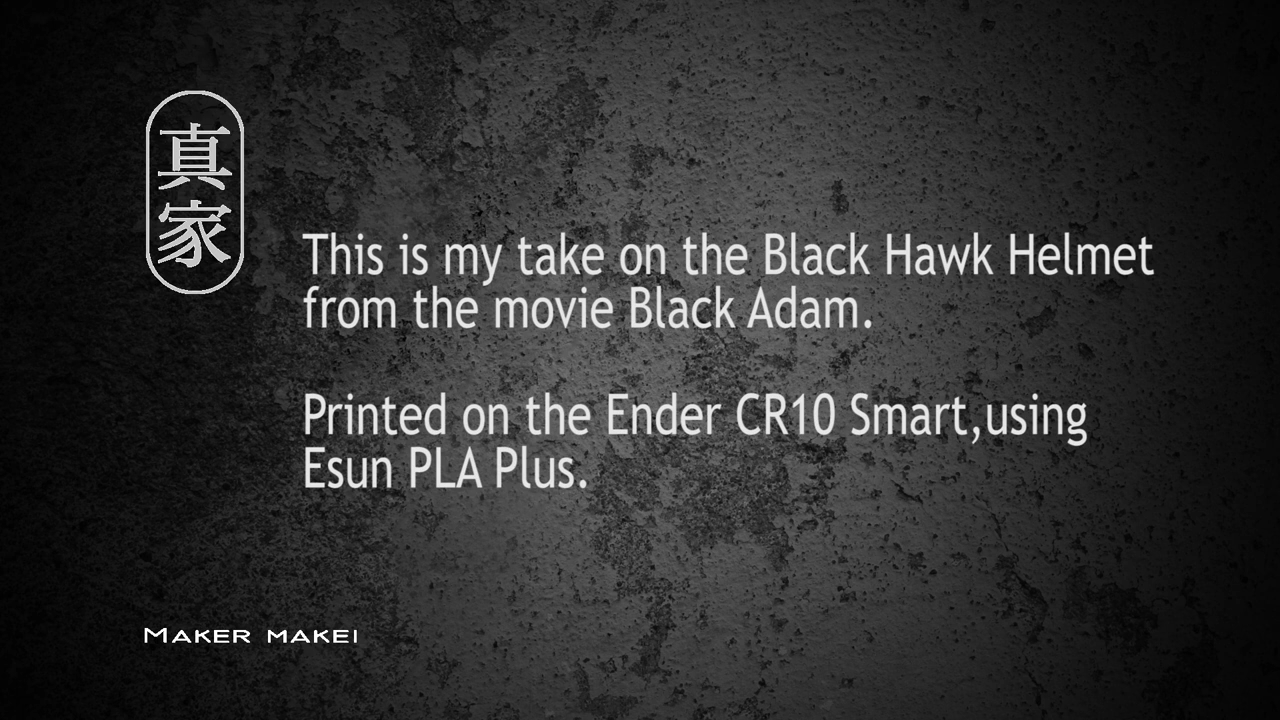 真家
This is my take on the Black Hawk Helmet
from the movie Black Adam.
Printed on the Ender CR10 Smart,using
Esun PLA Plus.
MAKER MAKEI